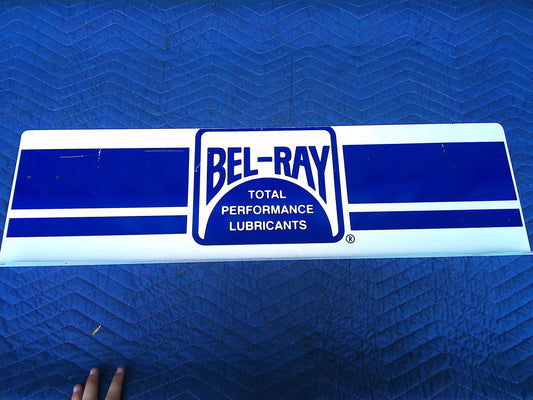 BEL-RAY
TOTAL
PERFORMANCE
LUBRICANTS
®